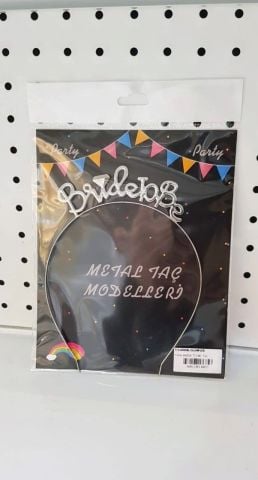 Party
Party
Bride to Be
METAL TAÇ
MODELLERİ